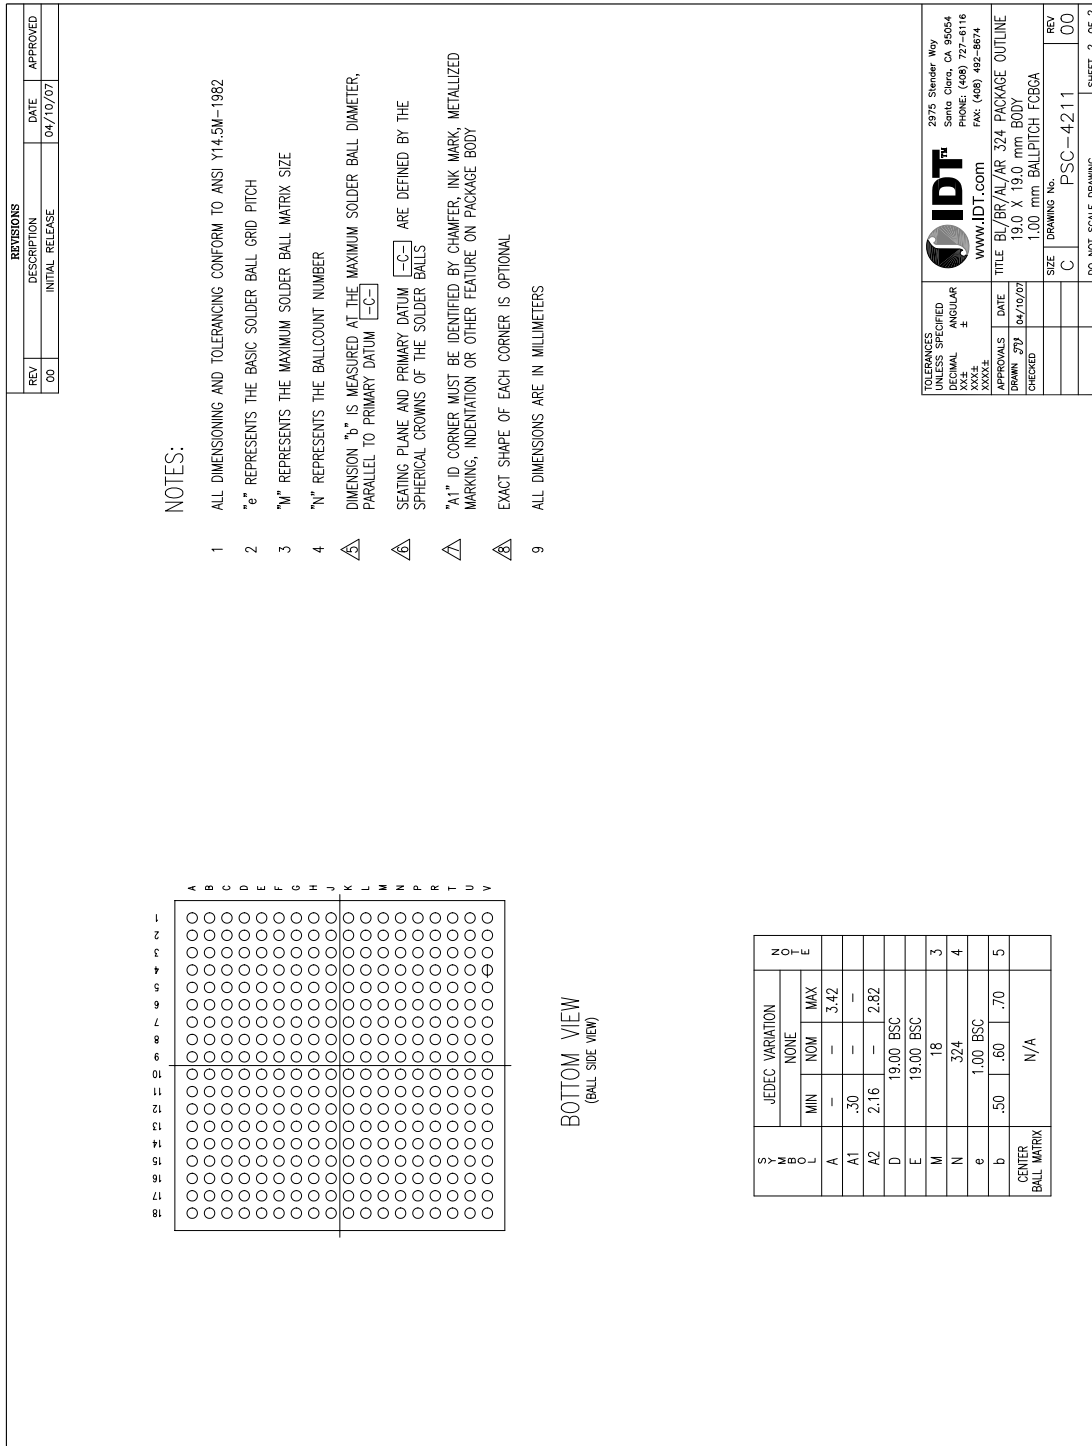 REVISIONS
REV DESCRIPTION DATE APPROVED
00 INITIAL RELEASE 04/10/07
NOTES:
1 ALL DIMENSIONING AND TOLERANCING CONFORM TO ANSI Y14.5M-1982
2 "e" REPRESENTS THE BASIC SOLDER BALL GRID PITCH
3 "M" REPRESENTS THE MAXIMUM SOLDER BALL MATRIX SIZE
4 "N" REPRESENTS THE BALLCOUNT NUMBER
5 DIMENSION "b" IS MEASURED AT THE MAXIMUM SOLDER BALL DIAMETER,
PARALLEL TO PRIMARY DATUM -C-
6 SEATING PLANE AND PRIMARY DATUM -C- ARE DEFINED BY THE
SPHERICAL CROWNS OF THE SOLDER BALLS
7 "A1" ID CORNER MUST BE IDENTIFIED BY CHAMFER, INK MARK, METALLIZED
MARKING, INDENTATION OR OTHER FEATURE ON PACKAGE BODY
8 EXACT SHAPE OF EACH CORNER IS OPTIONAL
9 ALL DIMENSIONS ARE IN MILLIMETERS
18 17 16 15 14 13 12 11 10 9 8 7 6 5 4 3 2 1
A
B
C
D
E
F
G
H
J
K
L
M
N
P
R
T
U
V
BOTTOM VIEW
(BALL SIDE VIEW)
SYMBOL JEDEC VARIATION NOTE
NONE
MIN NOM MAX
A – – 3.42
A1 .30 – –
A2 2.16 – 2.82
D 19.00 BSC
E 19.00 BSC
M 18 3
N 324 4
e 1.00 BSC
b .50 .60 .70 5
CENTER BALL MATRIX N/A
TOLERANCES
UNLESS SPECIFIED
DECIMAL ANGULAR
XX± ±
XXX±
XXXX±
APPROVALS DATE
DRAWN 04/10/07
CHECKED
IDT™
www.IDT.com
2975 Stender Way
Santa Clara, CA 95054
PHONE: (408) 727-6116
FAX: (408) 492-8674
TITLE BL/BR/AL/AR 324 PACKAGE OUTLINE
19.0 X 19.0 mm BODY
1.00 mm BALLPITCH FCBGA
SIZE DRAWING No. REV
C PSC-4211 00
DO NOT SCALE DRAWING SHEET 2 OF 2